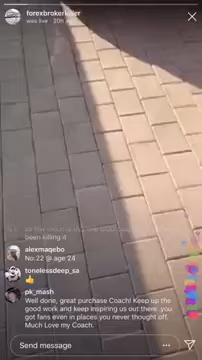 forexbrokerkiller
was live · 20h ago
been killing it
alexmagebo
No:22 @ age 24
tonelessdeep_sa
👍
pk_mash
Well done, great purchase Coach! Keep up the
good work and keep inspiring us out there..you
got fans even in places you never thought off.
Much Love my Coach.
Send message